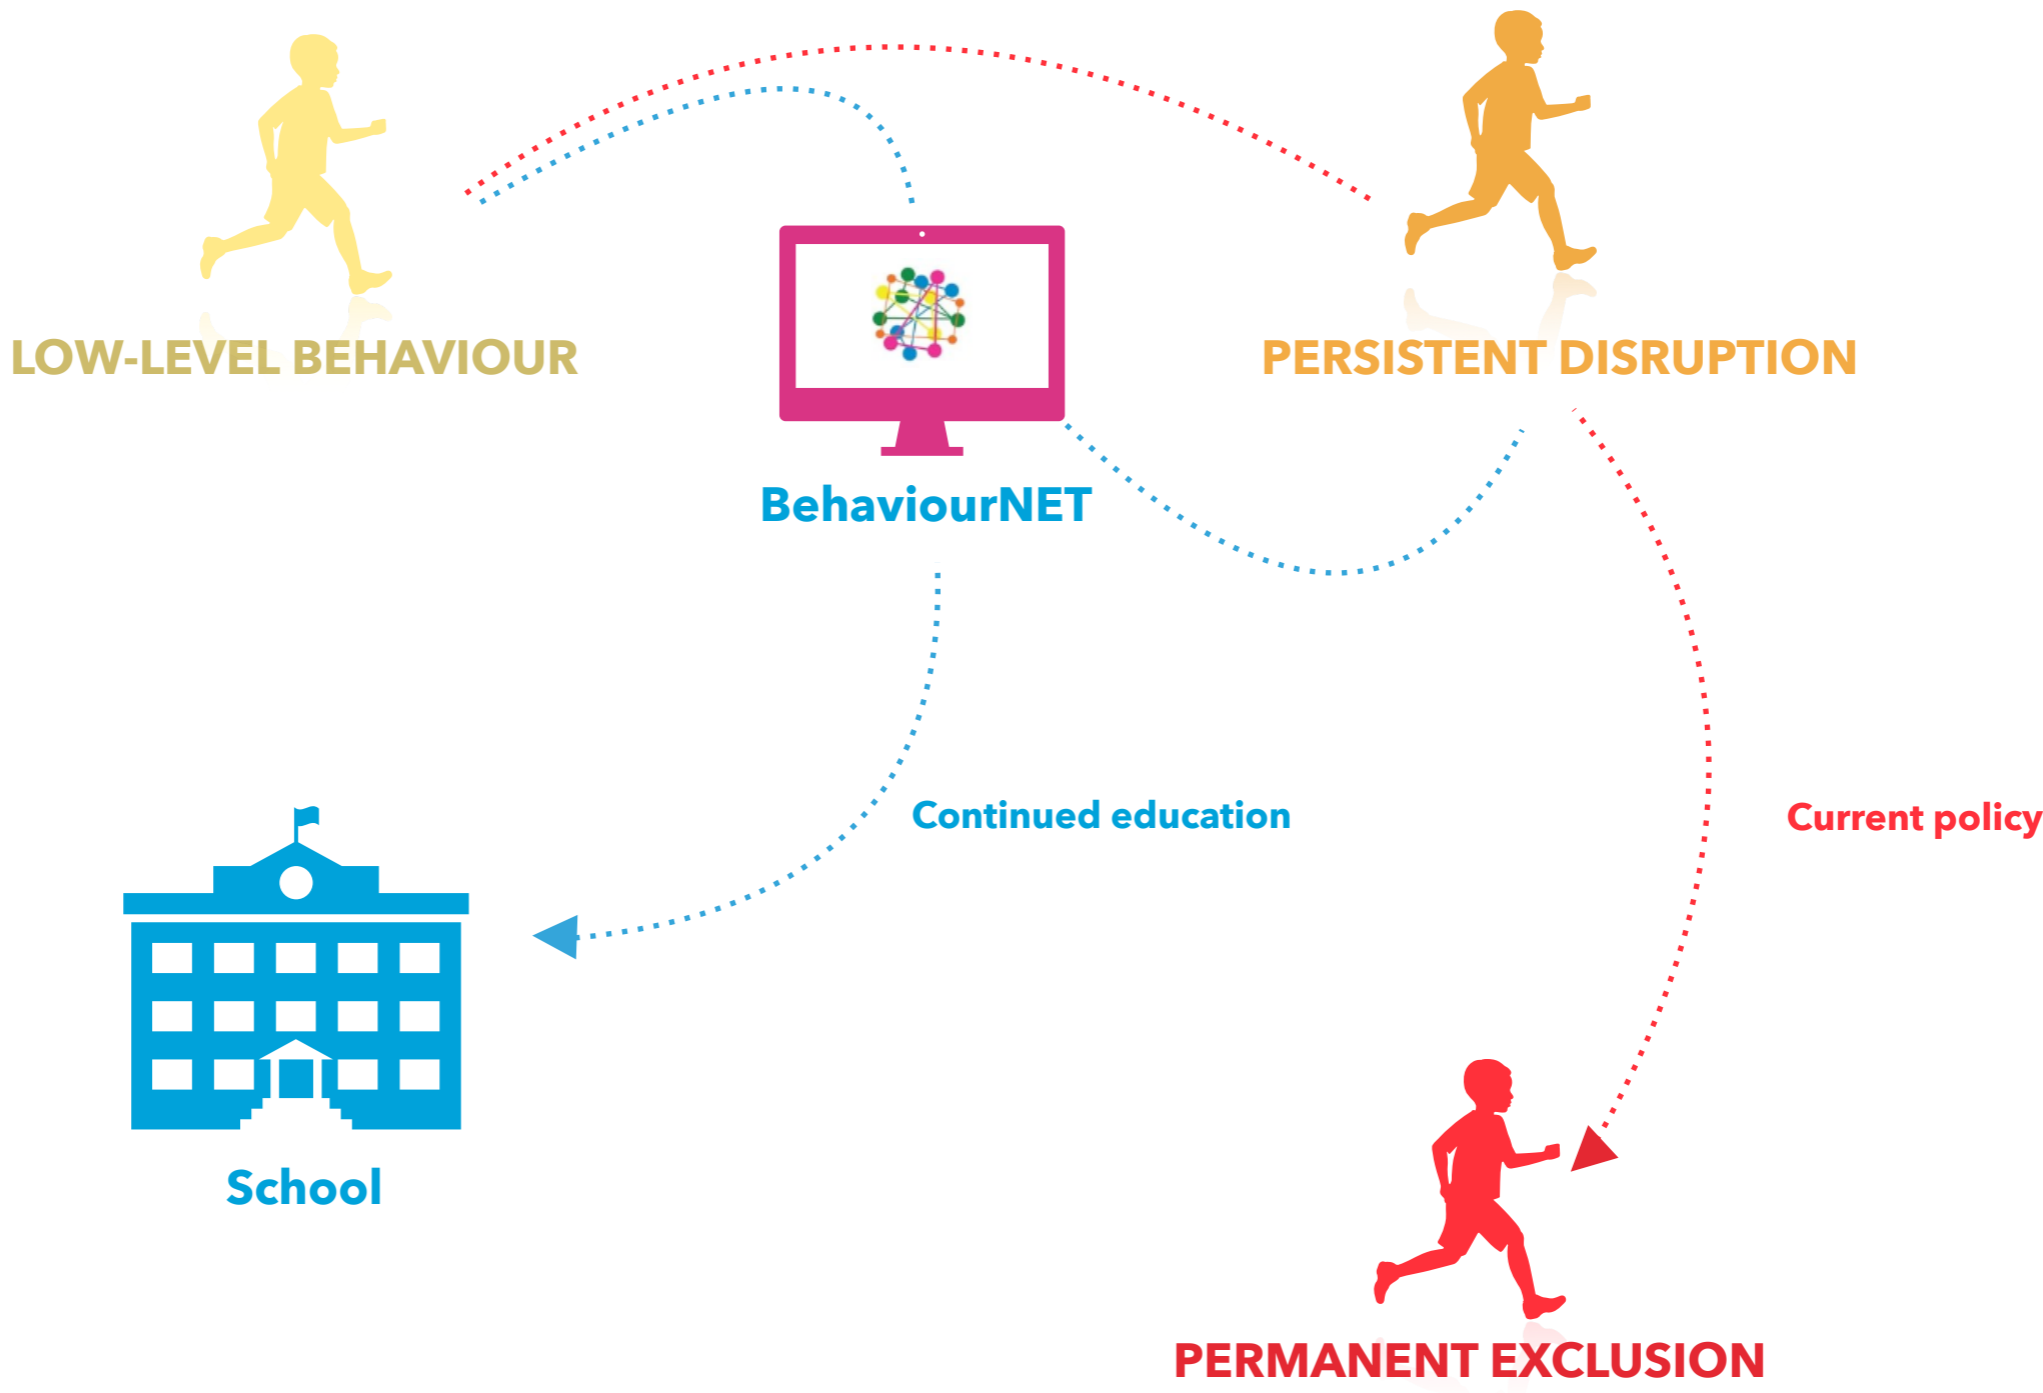 LOW-LEVEL BEHAVIOUR
PERSISTENT DISRUPTION
BehaviourNET
Continued education
Current policy
School
PERMANENT EXCLUSION